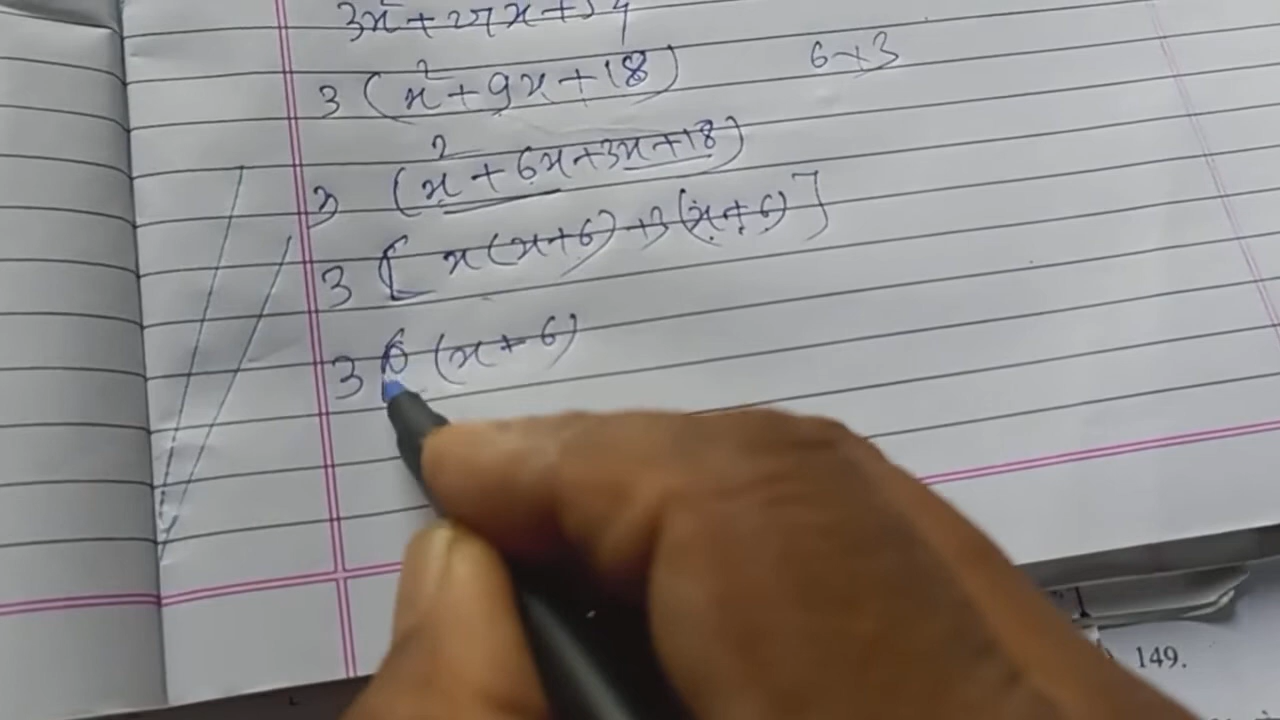 3x²+27x+54
3 (x²+9x+18)
6+3
3 (x²+6x+3x+18)
3 [x(x+6)+3(x+6)]
3 (x+6)
149.